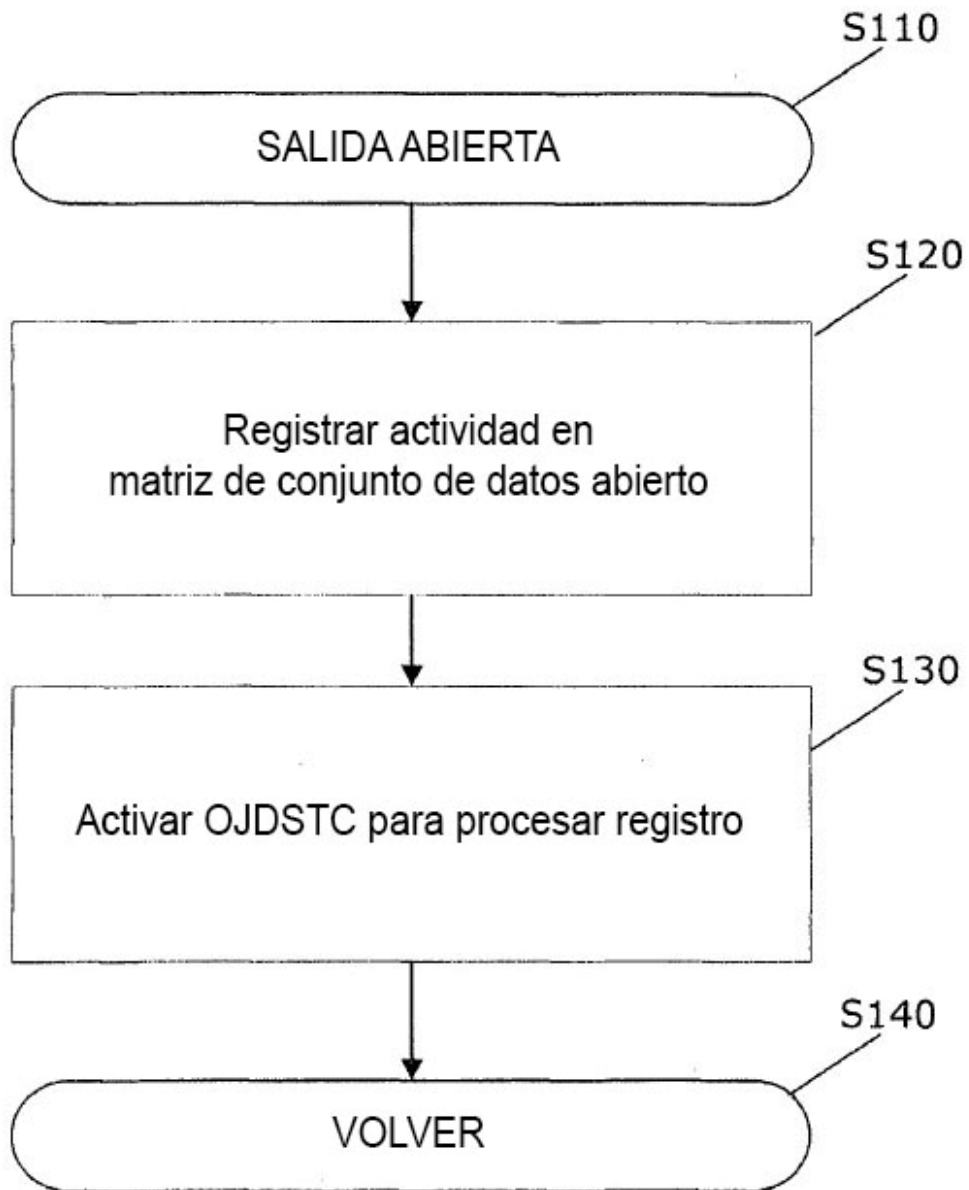 S110
SALIDA ABIERTA
S120
Registrar actividad en
matriz de conjunto de datos abierto
S130
Activar OJDSTC para procesar registro
S140
VOLVER